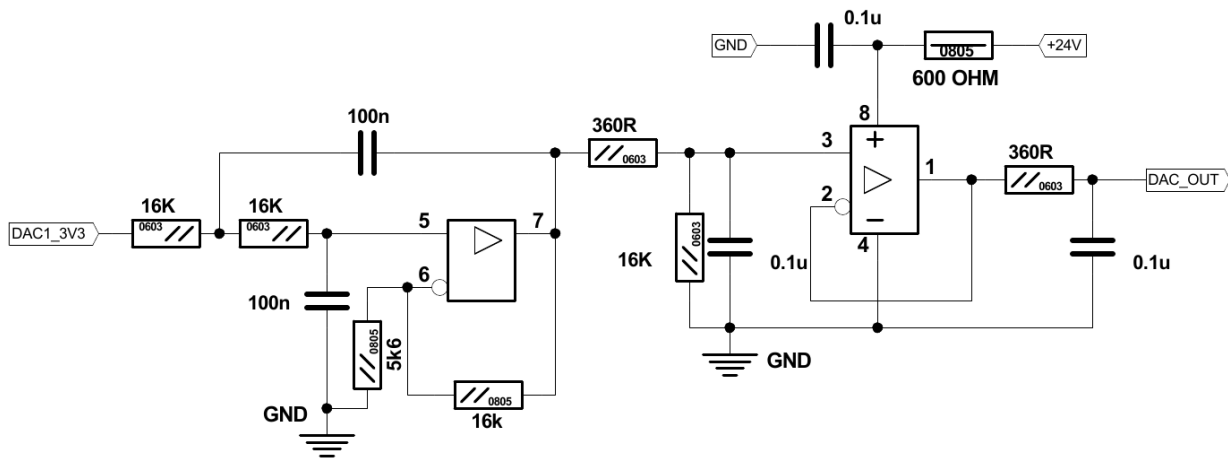 0.1u
GND
0805
+24V
600 OHM
100n
360R
0603
8
3
1
2
4
360R
0603
DAC_OUT
DAC1_3V3
16K
0603
16K
0603
5
7
6
16K
0603
0.1u
0.1u
100n
0805
5k6
GND
0805
16k
GND